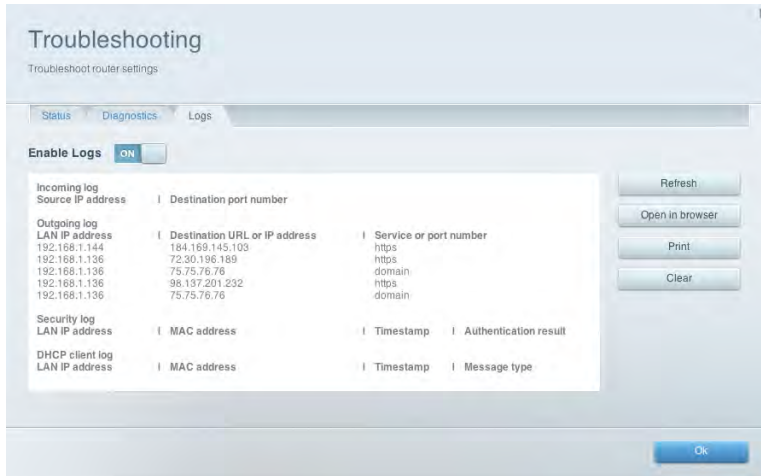 Troubleshooting
Troubleshoot router settings
Status Diagnostics Logs
Enable Logs ON
Incoming log
Source IP address | Destination port number
Outgoing log
LAN IP address | Destination URL or IP address | Service or port number
192.168.1.144 184.169.145.103 https
192.168.1.136 72.30.196.189 https
192.168.1.136 75.75.76.76 domain
192.168.1.136 98.137.201.232 https
192.168.1.136 75.75.76.76 domain
Security log
LAN IP address | MAC address | Timestamp | Authentication result
DHCP client log
LAN IP address | MAC address | Timestamp | Message type
Refresh
Open in browser
Print
Clear
Ok